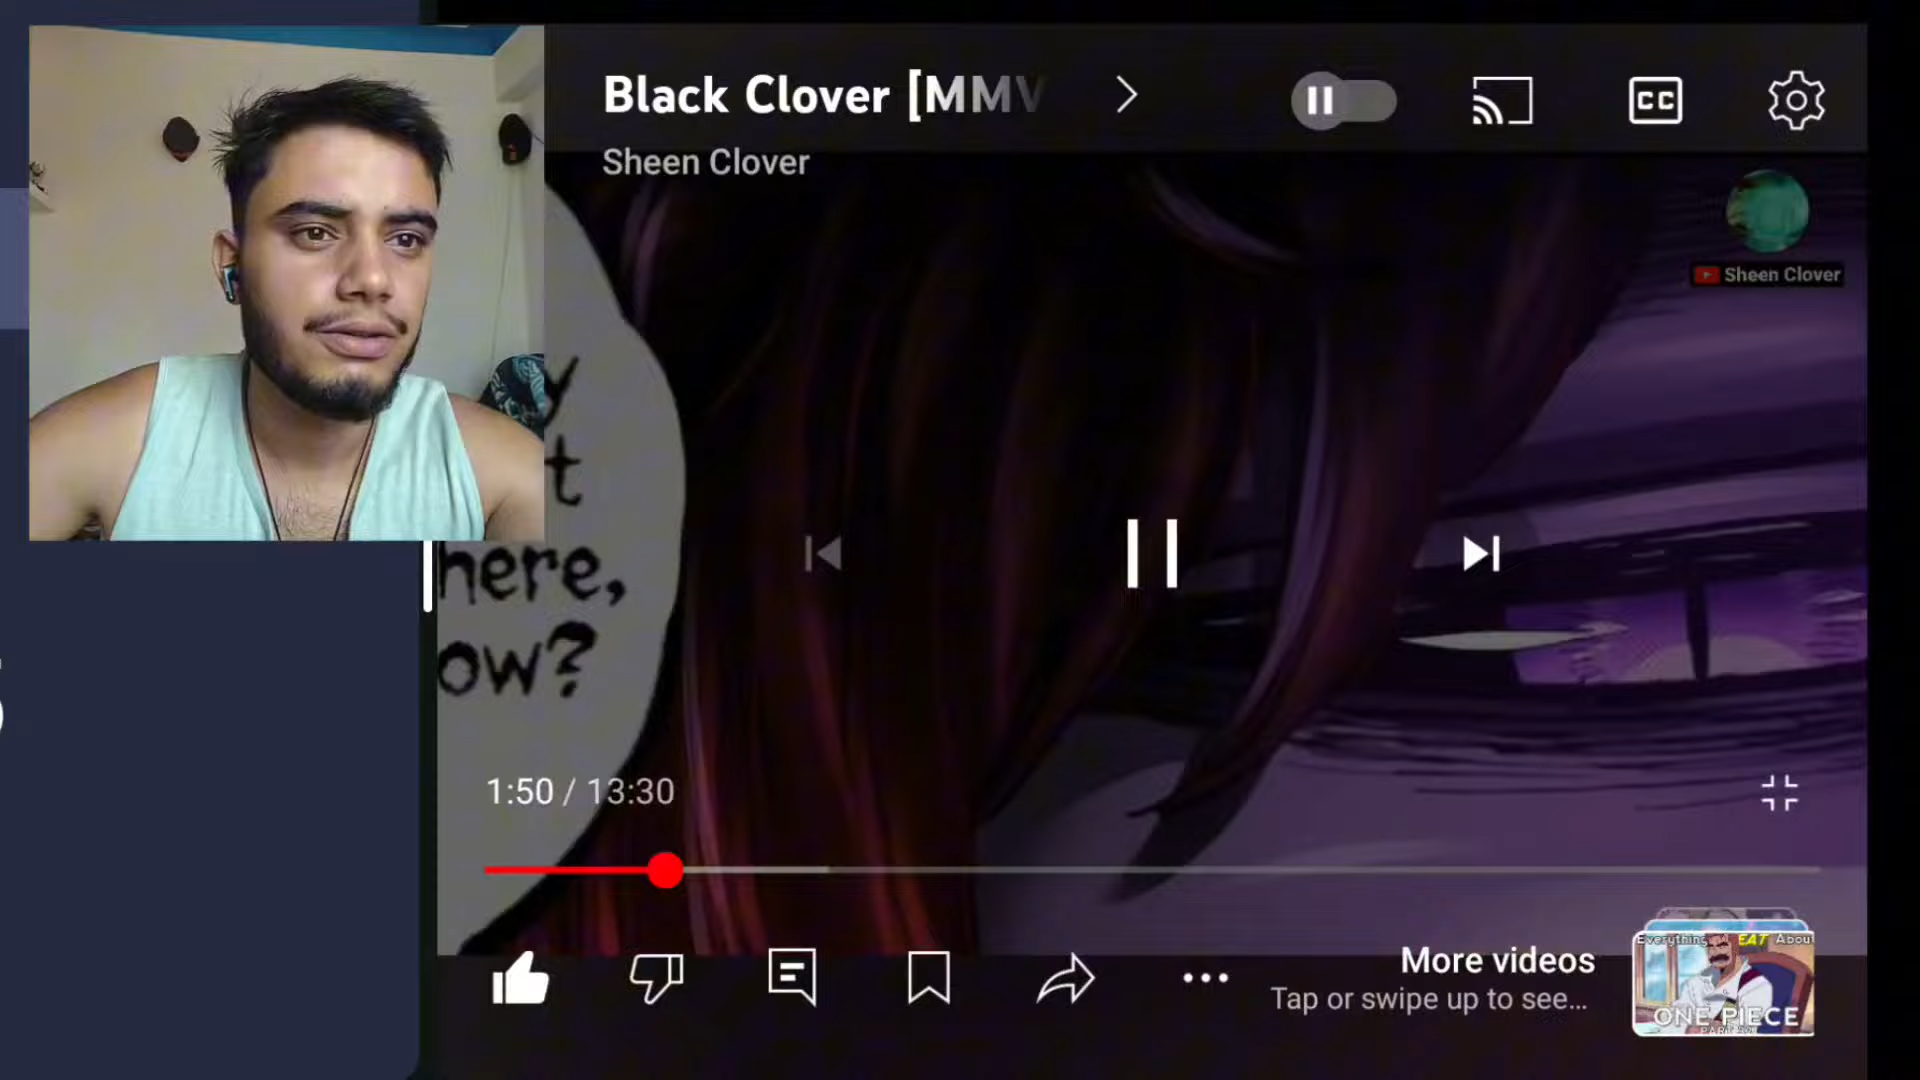 Black Clover [MMV
Sheen Clover
CC
Sheen Clover
y
t
here,
ow?
1:50 / 13:30
More videos
Tap or swipe up to see...
Everything EAT About
ONE PIECE